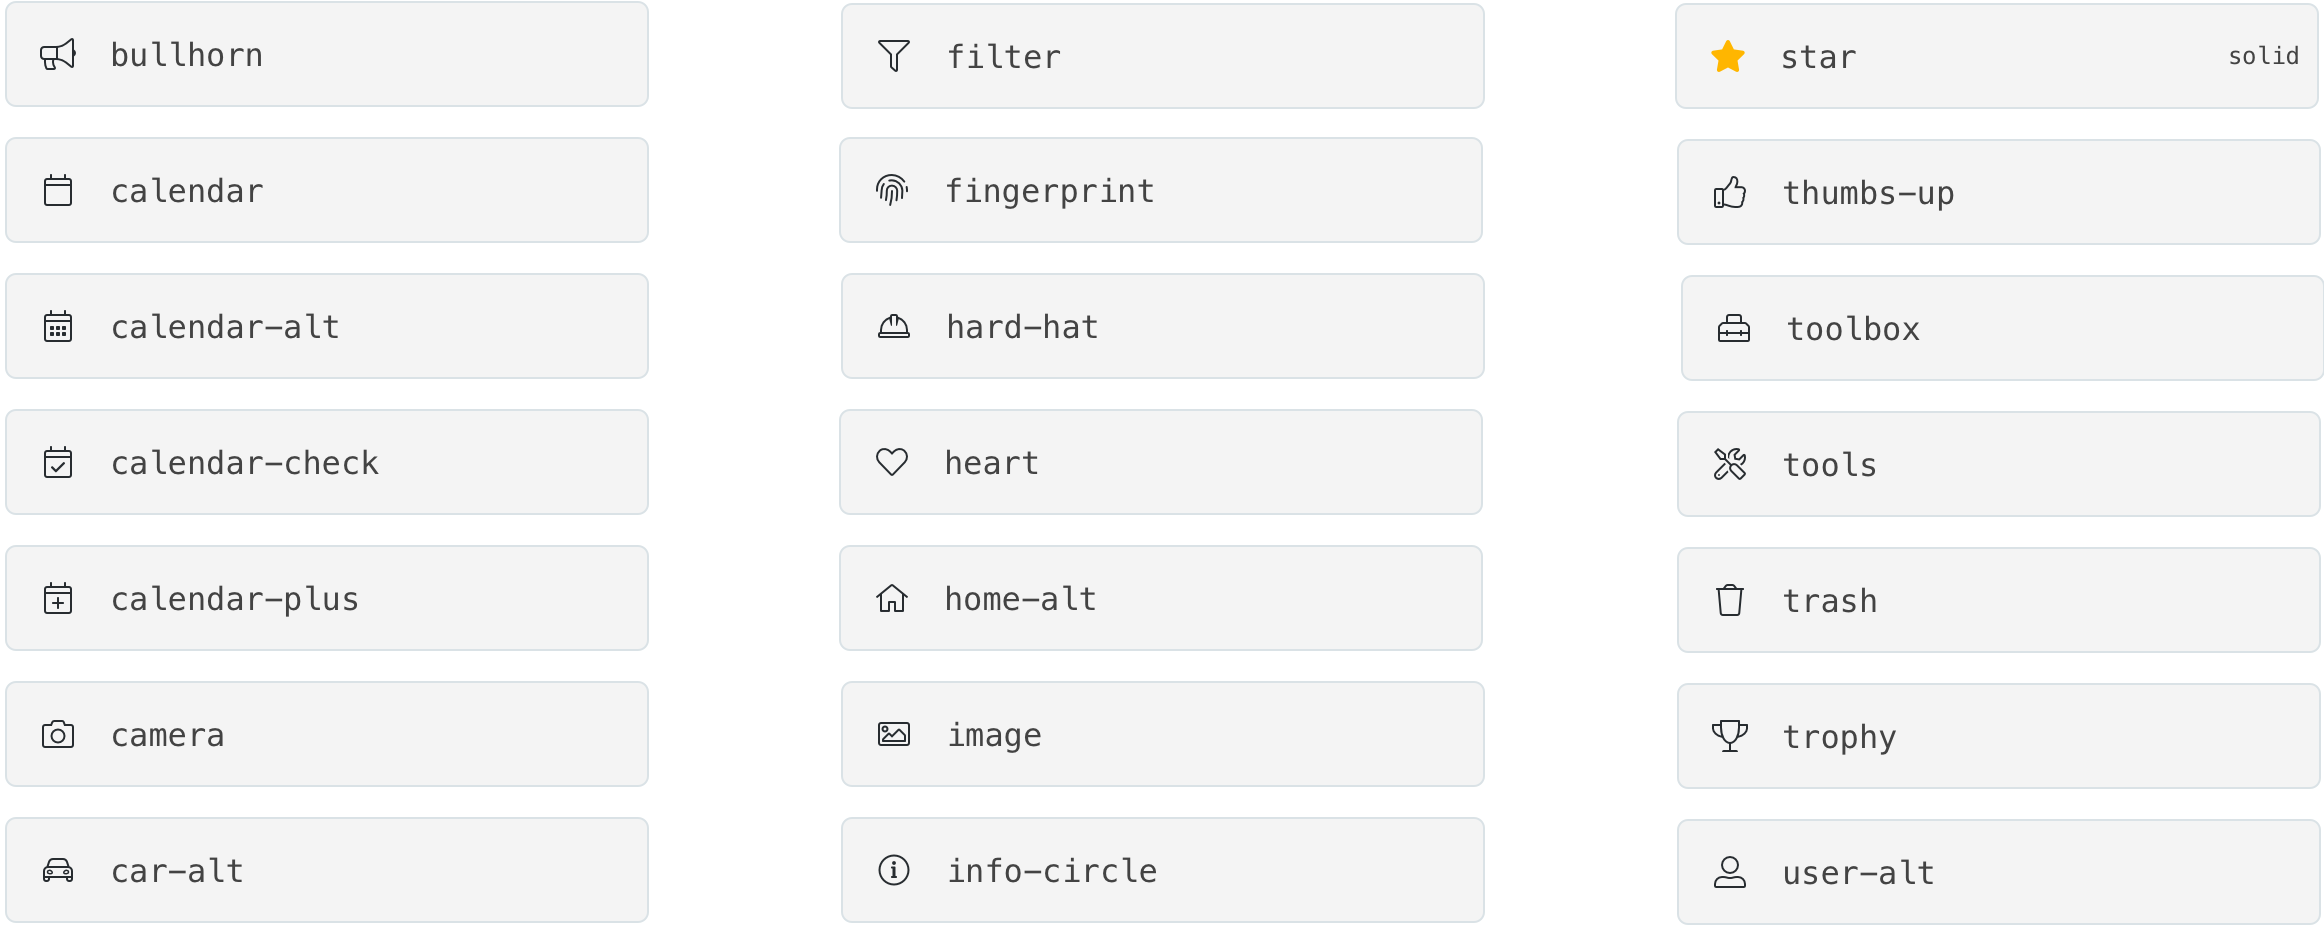 bullhorn
calendar
calendar-alt
calendar-check
calendar-plus
camera
car-alt
filter
fingerprint
hard-hat
heart
home-alt
image
info-circle
star solid
thumbs-up
toolbox
tools
trash
trophy
user-alt